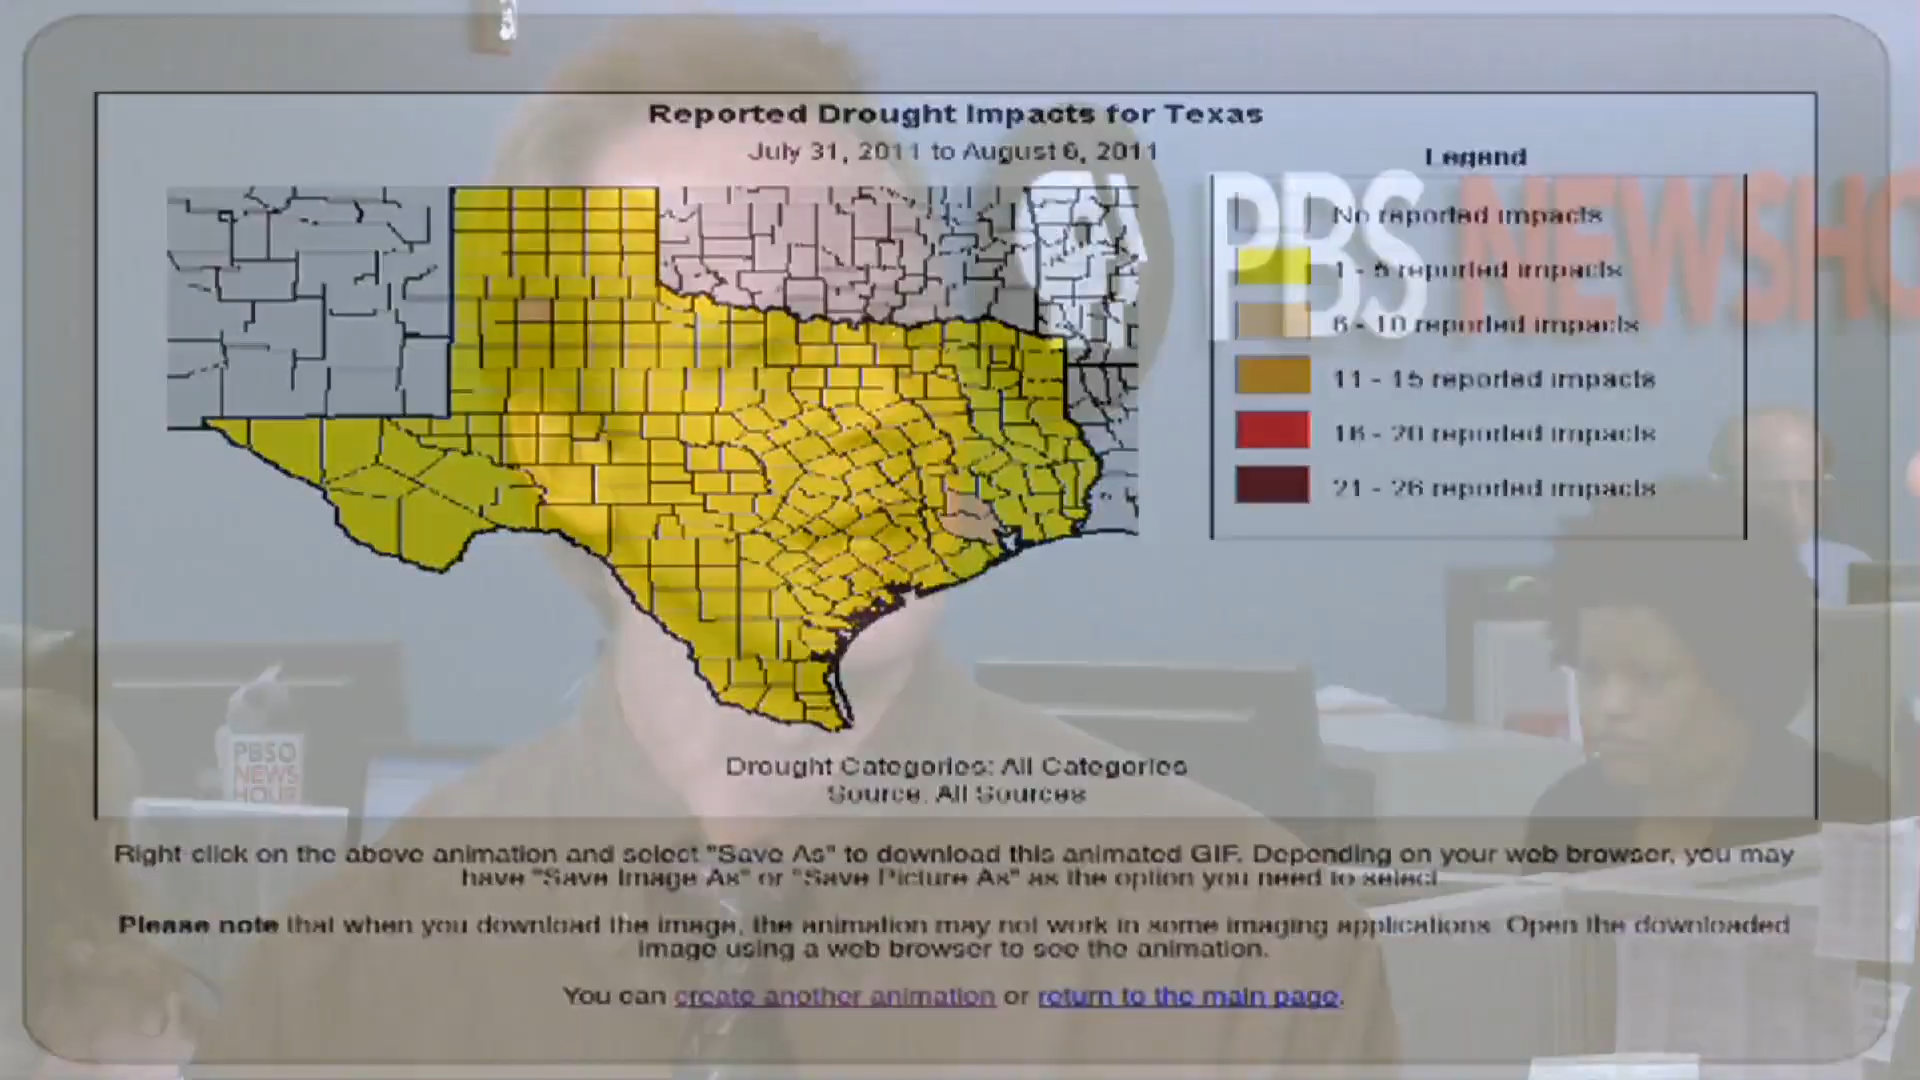 Reported Drought Impacts for Texas
July 31, 2011 to August 6, 2011
Legend
No reported impacts
1 - 5 reported impacts
6 - 10 reported impacts
11 - 15 reported impacts
16 - 20 reported impacts
21 - 26 reported impacts
PBS NEWSHO
PBSO
NEWS
HOUR
Drought Categories: All Categories
Source: All Sources
Right click on the above animation and select "Save As" to download this animated GIF. Depending on your web browser, you may
have "Save Image As" or "Save Picture As" as the option you need to select.
Please note that when you download the image, the animation may not work in some imaging applications. Open the downloaded
image using a web browser to see the animation.
You can create another animation or return to the main page.